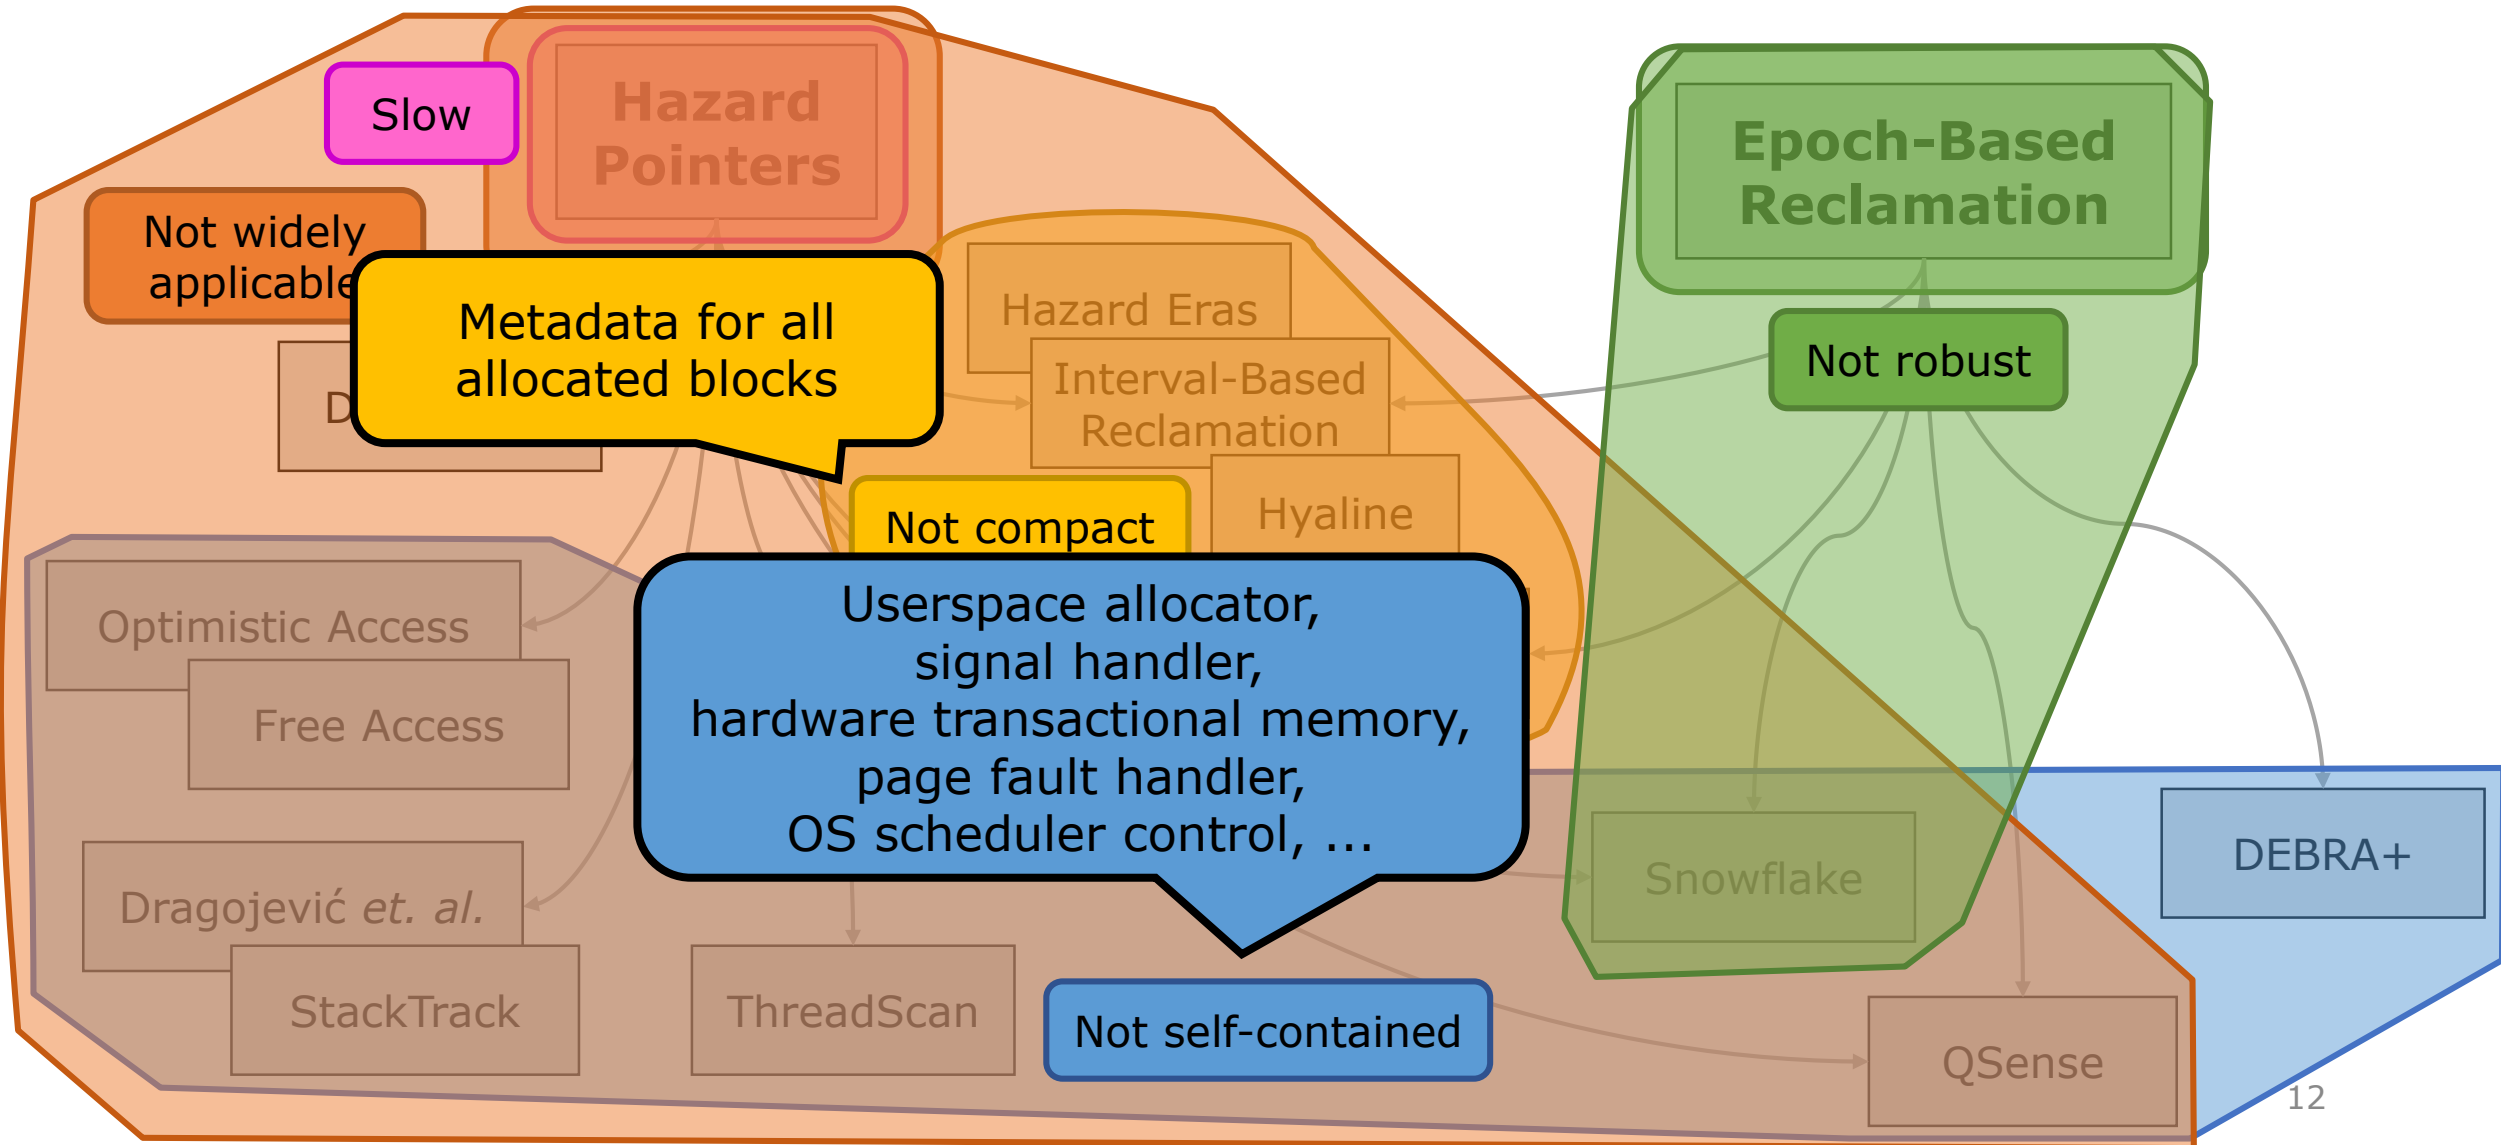 Slow
Hazard
Pointers
Epoch-Based
Reclamation
Not widely
applicable
Metadata for all
allocated blocks
Hazard Eras
Interval-Based
Reclamation
Not robust
Hyaline
Not compact
Optimistic Access
Free Access
Userspace allocator,
signal handler,
hardware transactional memory,
page fault handler,
OS scheduler control, ...
Snowflake
DEBRA+
Dragojević et. al.
StackTrack
ThreadScan
Not self-contained
QSense
12